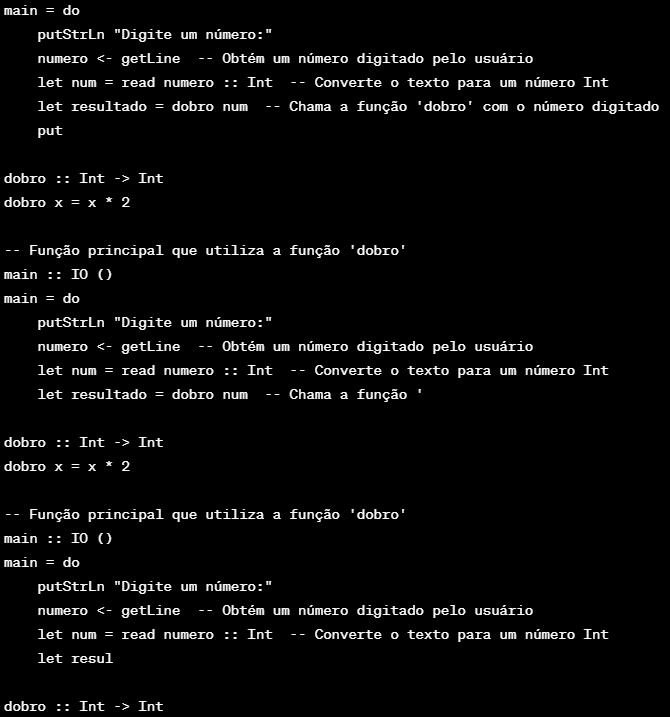 main = do
    putStrLn "Digite um número:"
    numero <- getLine  -- Obtém um número digitado pelo usuário
    let num = read numero :: Int  -- Converte o texto para um número Int
    let resultado = dobro num  -- Chama a função 'dobro' com o número digitado
    put

dobro :: Int -> Int
dobro x = x * 2

-- Função principal que utiliza a função 'dobro'
main :: IO ()
main = do
    putStrLn "Digite um número:"
    numero <- getLine  -- Obtém um número digitado pelo usuário
    let num = read numero :: Int  -- Converte o texto para um número Int
    let resultado = dobro num  -- Chama a função '

dobro :: Int -> Int
dobro x = x * 2

-- Função principal que utiliza a função 'dobro'
main :: IO ()
main = do
    putStrLn "Digite um número:"
    numero <- getLine  -- Obtém um número digitado pelo usuário
    let num = read numero :: Int  -- Converte o texto para um número Int
    let resul

dobro :: Int -> Int